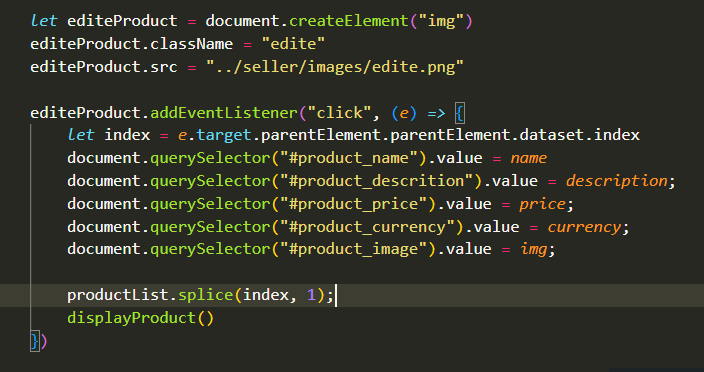 let editeProduct = document.createElement("img")
editeProduct.className = "edite"
editeProduct.src = "../seller/images/edite.png"
editeProduct.addEventListener("click", (e) => {
let index = e.target.parentElement.parentElement.dataset.index
document.querySelector("#product_name").value = name
document.querySelector("#product_descrition").value = description;
document.querySelector("#product_price").value = price;
document.querySelector("#product_currency").value = currency;
document.querySelector("#product_image").value = img;
productList.splice(index, 1);
displayProduct()
})